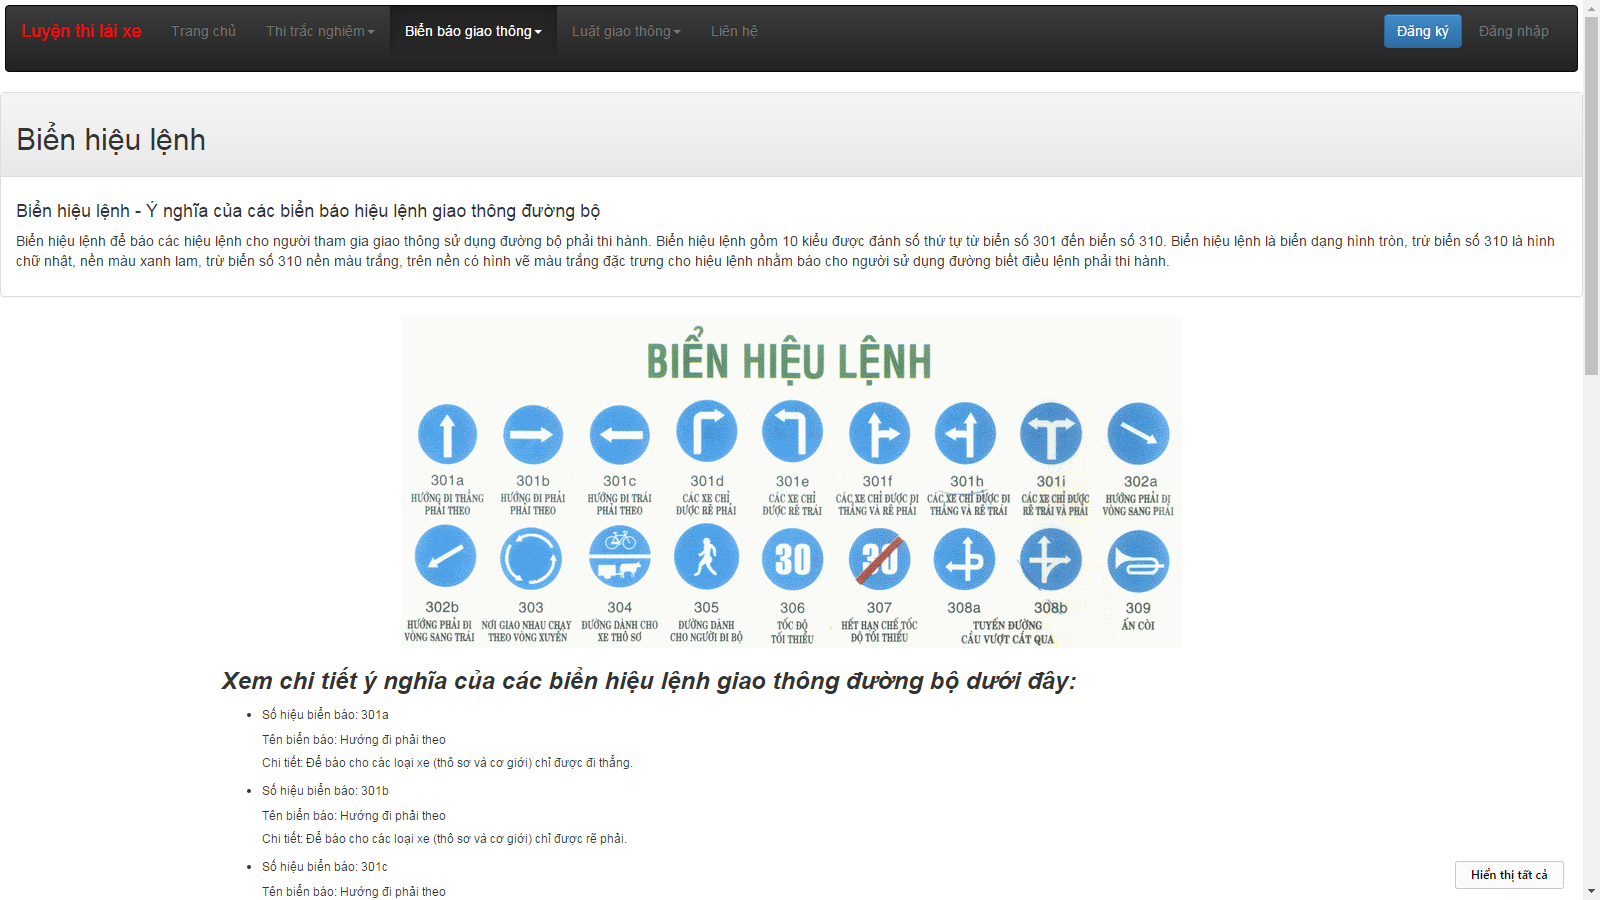 Luyện thi lái xe Trang chủ Thi trắc nghiệm Biển báo giao thông Luật giao thông Liên hệ Đăng ký Đăng nhập
Biển hiệu lệnh
Biển hiệu lệnh - Ý nghĩa của các biển báo hiệu lệnh giao thông đường bộ
Biển hiệu lệnh để báo các hiệu lệnh cho người tham gia giao thông sử dụng đường bộ phải thi hành. Biển hiệu lệnh gồm 10 kiểu được đánh số thứ tự từ biển số 301 đến biển số 310. Biển hiệu lệnh là biển dạng hình tròn, trừ biển số 310 là hình
chữ nhật, nền màu xanh lam, trừ biển số 310 nền màu trắng, trên nền có hình vẽ màu trắng đặc trưng cho hiệu lệnh nhằm báo cho người sử dụng đường biết điều lệnh phải thi hành.
BIỂN HIỆU LỆNH
301a 301b 301c 301d 301e 301f 301h 301i 302a
HƯỚNG ĐI THẲNG HƯỚNG ĐI PHẢI HƯỚNG ĐI TRÁI CÁC XE CHỈ CÁC XE CHỈ CÁC XE CHỈ ĐƯỢC ĐI CÁC XE CHỈ ĐƯỢC ĐI CÁC XE CHỈ ĐƯỢC HƯỚNG PHẢI ĐI
PHẢI THEO PHẢI THEO PHẢI THEO ĐƯỢC RẼ PHẢI ĐƯỢC RẼ TRÁI THẲNG VÀ RẼ PHẢI THẲNG VÀ RẼ TRÁI RẼ TRÁI VÀ PHẢI VÒNG SANG PHẢI
30 30
302b 303 304 305 306 307 308a 308b 309
HƯỚNG PHẢI ĐI NƠI GIAO NHAU CHẠY ĐƯỜNG DÀNH CHO ĐƯỜNG DÀNH TỐC ĐỘ HẾT HẠN CHẾ TỐC TUYẾN ĐƯỜNG ẤN CÒI
VÒNG SANG TRÁI THEO VÒNG XUYẾN XE THÔ SƠ CHO NGƯỜI ĐI BỘ TỐI THIỂU ĐỘ TỐI THIỂU CẦU VƯỢT CẮT QUA
Xem chi tiết ý nghĩa của các biển hiệu lệnh giao thông đường bộ dưới đây:
Số hiệu biển báo: 301a
Tên biển báo: Hướng đi phải theo
Chi tiết: Để báo cho các loại xe (thô sơ và cơ giới) chỉ được đi thẳng.
Số hiệu biển báo: 301b
Tên biển báo: Hướng đi phải theo
Chi tiết: Để báo cho các loại xe (thô sơ và cơ giới) chỉ được rẽ phải.
Số hiệu biển báo: 301c
Tên biển báo: Hướng đi phải theo
Hiển thị tất cả